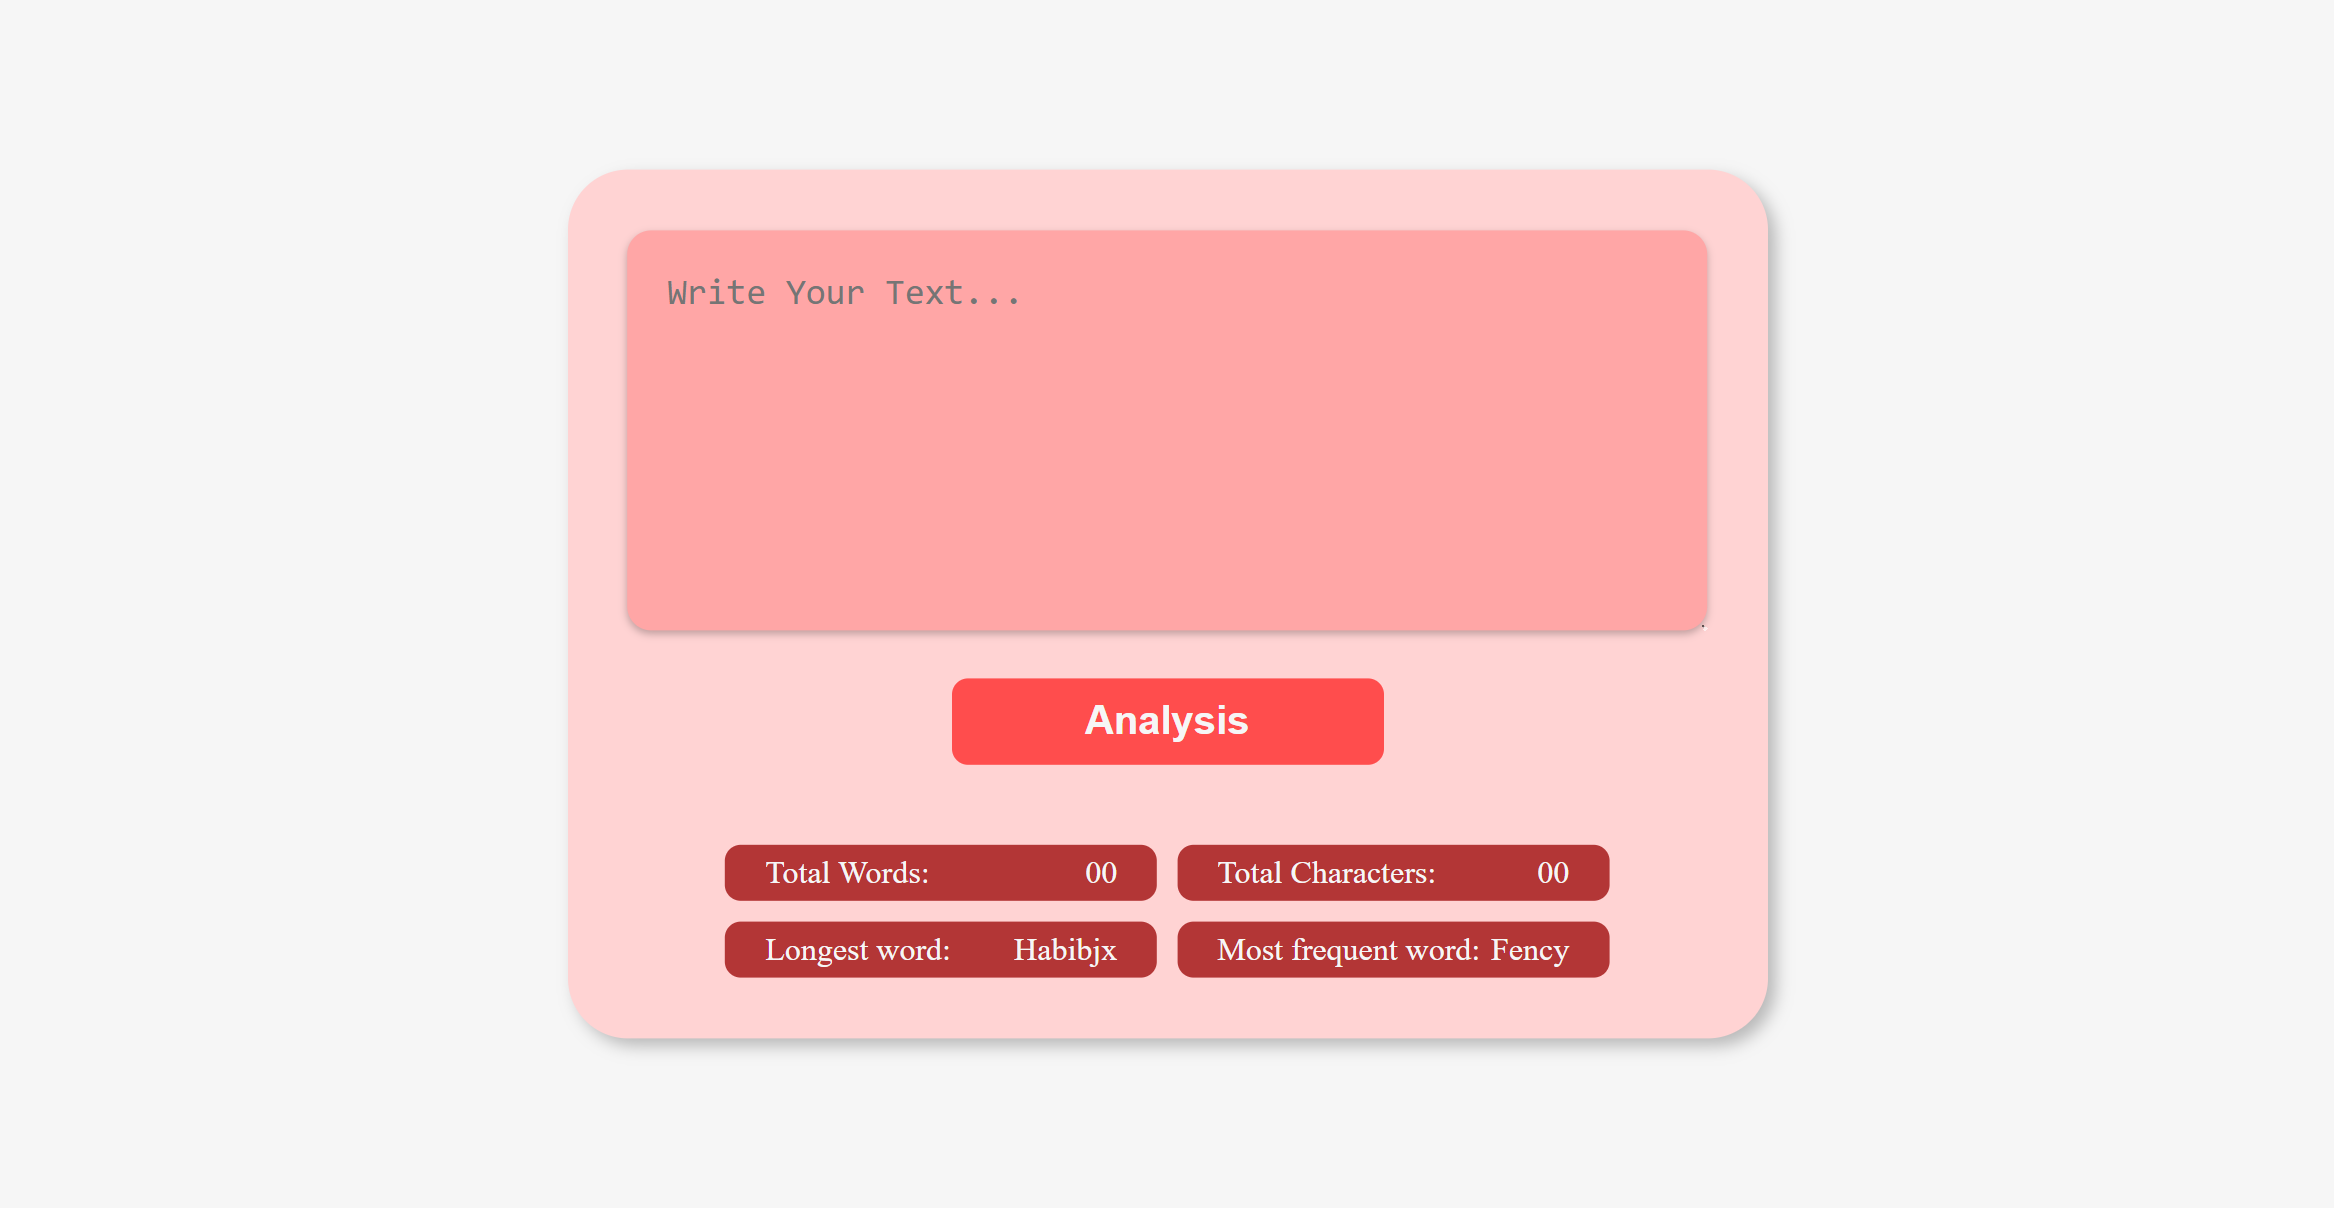 Write Your Text...
Analysis
Total Words: 00
Total Characters: 00
Longest word: Habibjx
Most frequent word: Fency